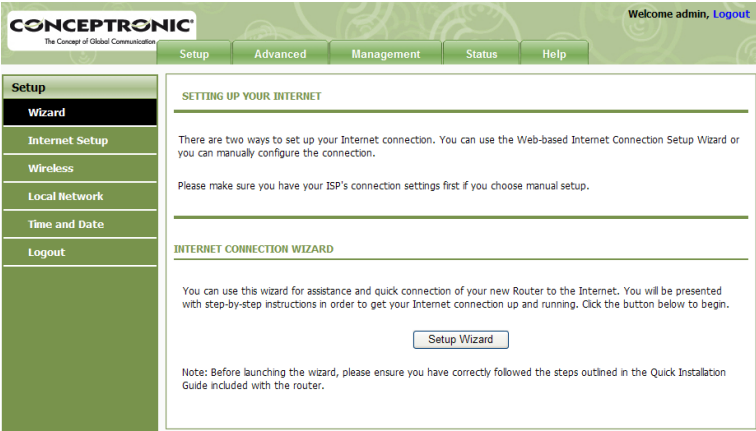 Welcome admin, Logout
CONCEPTRONIC
The Concept of Global Communication
Setup Advanced Management Status Help
Setup
Wizard
Internet Setup
Wireless
Local Network
Time and Date
Logout
SETTING UP YOUR INTERNET
There are two ways to set up your Internet connection. You can use the Web-based Internet Connection Setup Wizard or
you can manually configure the connection.
Please make sure you have your ISP's connection settings first if you choose manual setup.
INTERNET CONNECTION WIZARD
You can use this wizard for assistance and quick connection of your new Router to the Internet. You will be presented
with step-by-step instructions in order to get your Internet connection up and running. Click the button below to begin.
Setup Wizard
Note: Before launching the wizard, please ensure you have correctly followed the steps outlined in the Quick Installation
Guide included with the router.